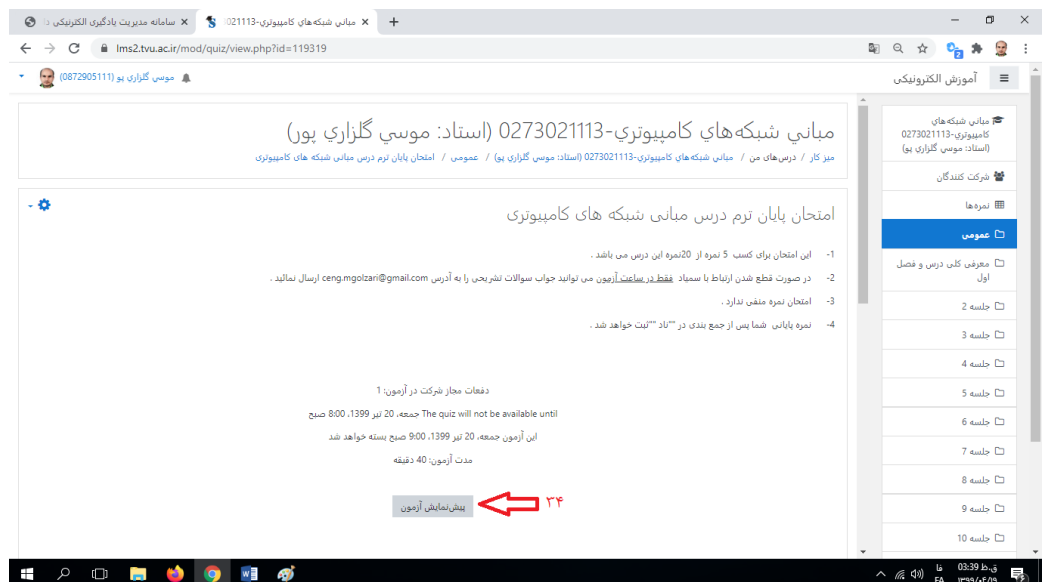 سامانه مدیریت یادگیری الکترونیکی د
مباني شبکه‌هاي کامپيوتري-021113
lms2.tvu.ac.ir/mod/quiz/view.php?id=119319
آموزش الکترونیکی
موسي گلزاري پو (0872905111)
مباني شبکه‌هاي کامپيوتري-0273021113 (استاد: موسي گلزاري پور)
میز کار / درس‌های من / مباني شبکه‌هاي کامپيوتري-0273021113 (استاد: موسي گلزاري پو) / عمومی / امتحان پایان ترم درس مبانی شبکه های کامپیوتری
امتحان پایان ترم درس مبانی شبکه های کامپیوتری
1- این امتحان برای کسب 5 نمره از 20نمره این درس می باشد .
2- در صورت قطع شدن ارتباط با سمیاد فقط در ساعت آزمون می توانید جواب سوالات تشریحی را به آدرس ceng.mgolzari@gmail.com ارسال نمائید .
3- امتحان نمره منفی ندارد .
4- نمره پایانی شما پس از جمع بندی در ""ناد ""ثبت خواهد شد .
دفعات مجاز شرکت در آزمون: 1
The quiz will not be available until جمعه، 20 تیر 1399، 8:00 صبح
این آزمون جمعه، 20 تیر 1399، 9:00 صبح بسته خواهد شد
مدت آزمون: 40 دقیقه
پیش‌نمایش آزمون
۳۴
مباني شبکه‌هاي
کامپيوتري-0273021113
(استاد: موسي گلزاري پو)
شرکت کنندگان
نمره‌ها
عمومی
معرفی کلی درس و فصل
اول
جلسه 2
جلسه 3
جلسه 4
جلسه 5
جلسه 6
جلسه 7
جلسه 8
جلسه 9
جلسه 10
فا
FA
03:39 ق.ظ
۱۳۹۹/۰۴/۱۹